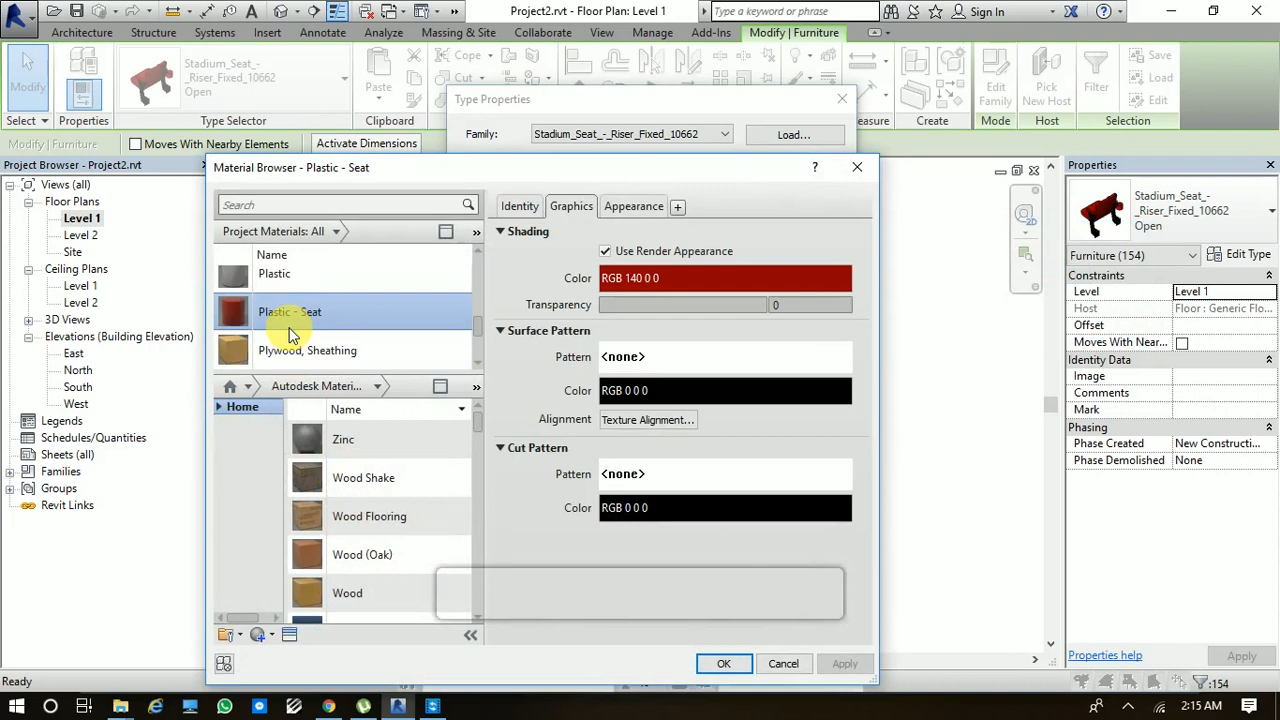 Project2.rvt - Floor Plan: Level 1
Type a keyword or phrase
Sign In
Architecture
Structure
Systems
Insert
Annotate
Analyze
Massing & Site
Collaborate
View
Manage
Add-Ins
Modify | Furniture
Modify
Stadium_Seat_-
_Riser_Fixed_10662
Open
Paste
Cope
Cut
Edit
Family
Pick
New Host
Filter
Save
Load
Edit
Select
Properties
Type Selector
Clipboard
Create
Mode
Host
Selection
Modify | Furniture
Moves With Nearby Elements
Activate Dimensions
Type Properties
Family:
Stadium_Seat_-_Riser_Fixed_10662
Load...
Project Browser - Project2.rvt
Views (all)
Floor Plans
Level 1
Level 2
Site
Ceiling Plans
Level 1
Level 2
3D Views
Elevations (Building Elevation)
East
North
South
West
Legends
Schedules/Quantities
Sheets (all)
Families
Groups
Revit Links
Material Browser - Plastic - Seat
?
Search
Project Materials: All
Name
Plastic
Plastic - Seat
Plywood, Sheathing
Autodesk Materi...
Home
Name
Zinc
Wood Shake
Wood Flooring
Wood (Oak)
Wood
Identity
Graphics
Appearance
Shading
Use Render Appearance
Color
RGB 140 0 0
Transparency
0
Surface Pattern
Pattern
<none>
Color
RGB 0 0 0
Alignment
Texture Alignment...
Cut Pattern
Pattern
<none>
Color
RGB 0 0 0
OK
Cancel
Apply
Properties
Stadium_Seat_-
_Riser_Fixed_10662
Open
Furniture (154)
Edit Type
Constraints
Level
Level 1
Host
Floor : Generic Flo...
Offset
Moves With Near...
Identity Data
Image
Comments
Mark
Phasing
Phase Created
New Constructi...
Phase Demolished
None
Properties help
Apply
Ready
:154
2:15 AM